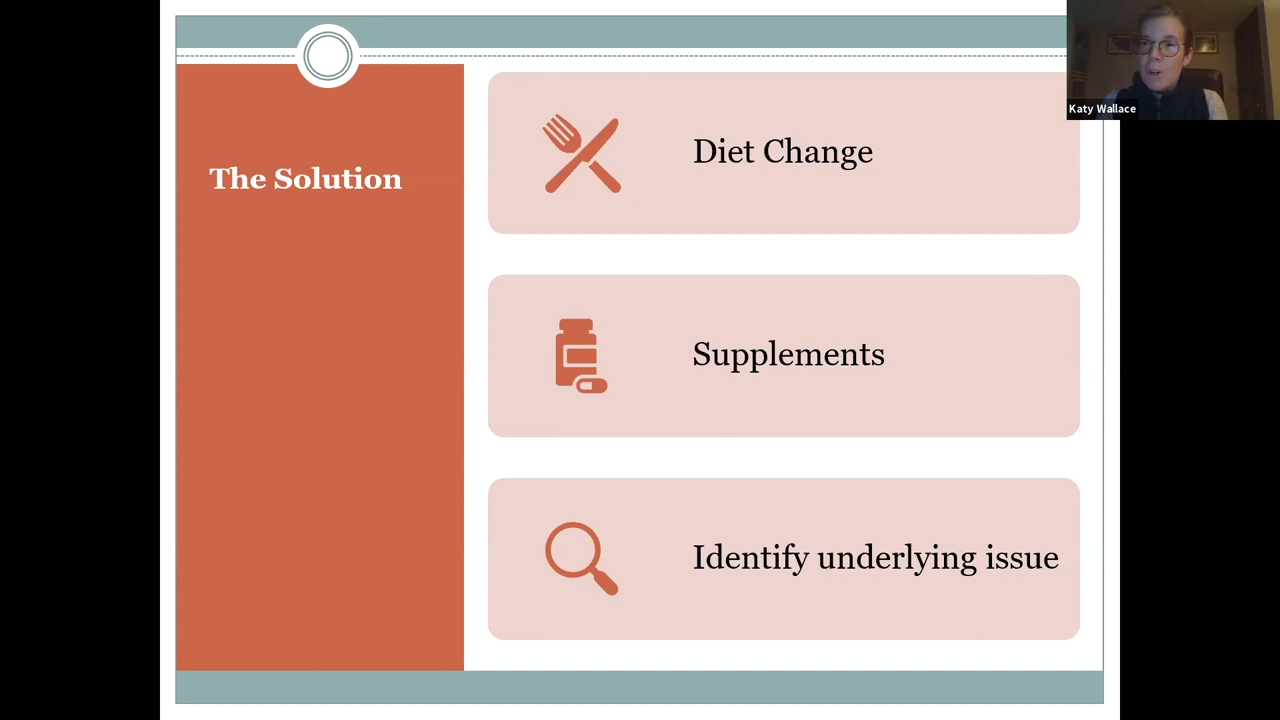 Katy Wallace
The Solution
Diet Change
Supplements
Identify underlying issue